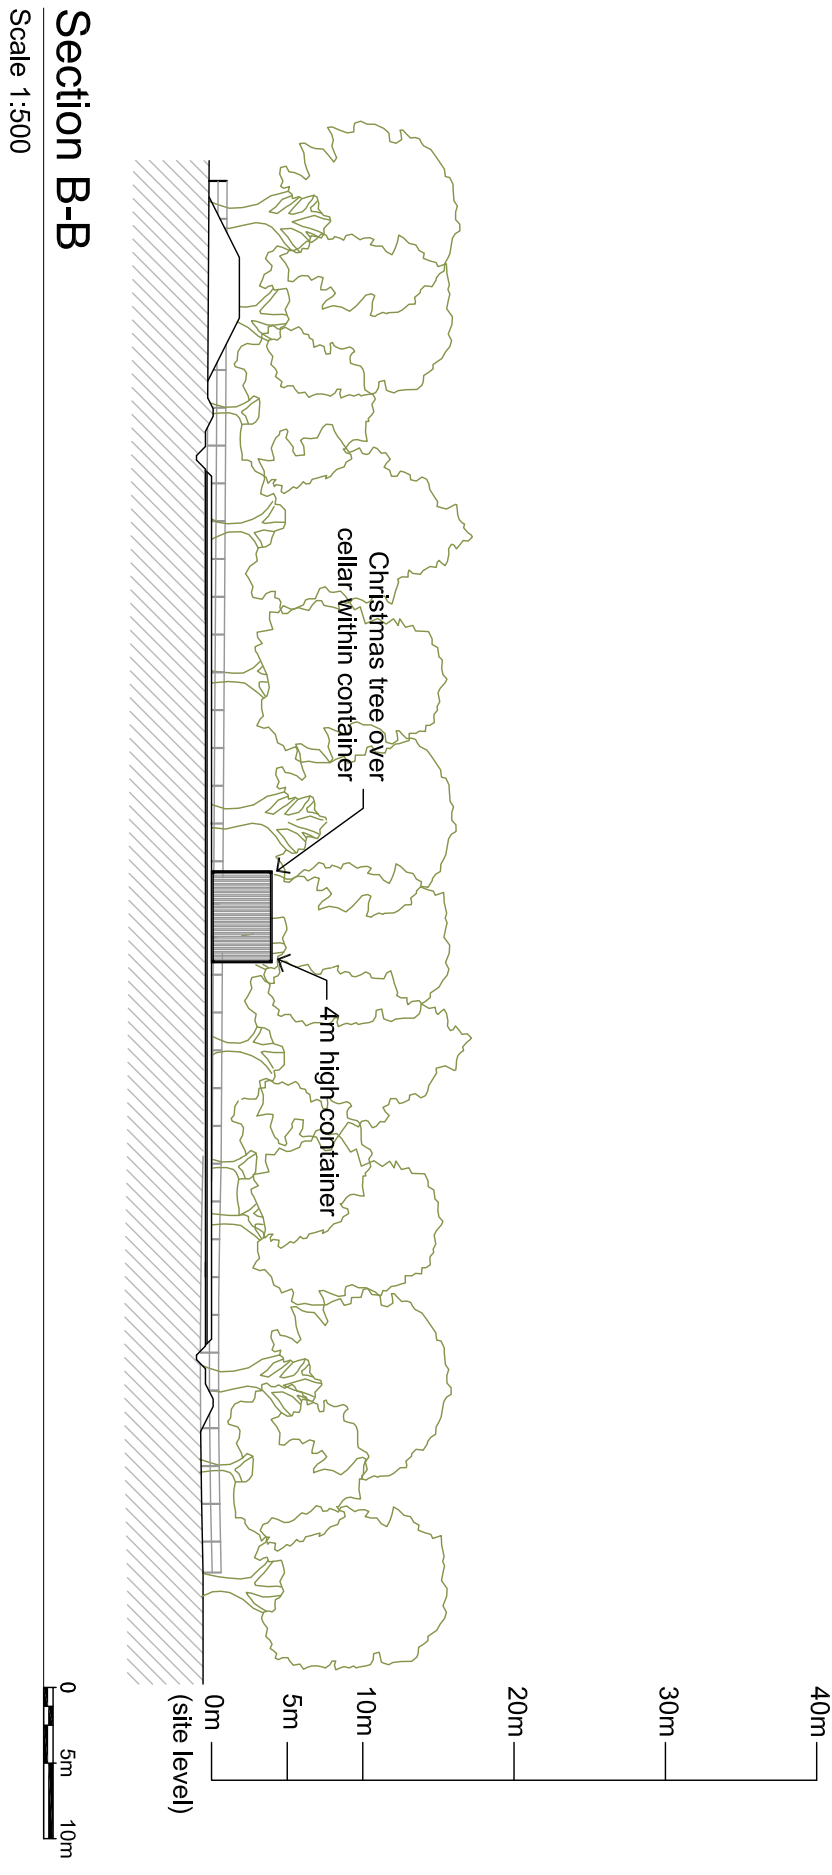 40m
30m
20m
10m
5m
0m
(site level)
Christmas tree over
cellar within container
4m high container
Section B-B
Scale 1:500
0
5m
10m